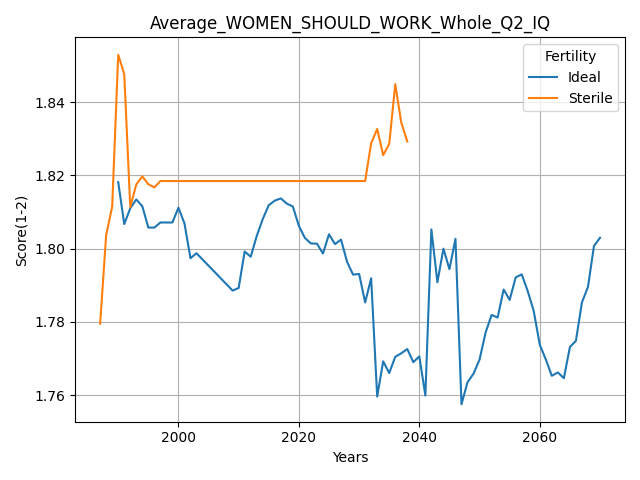 Average_WOMEN_SHOULD_WORK_Whole_Q2_IQ
Fertility
Ideal
Sterile
Score(1-2)
1.84
1.82
1.80
1.78
1.76
2000
2020
2040
2060
Years